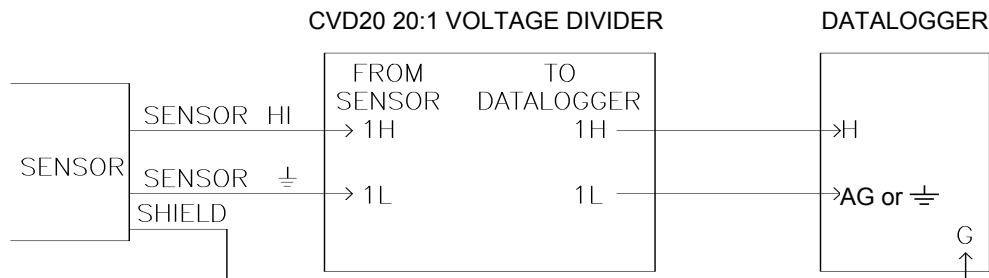 CVD20 20:1 VOLTAGE DIVIDER
DATALOGGER
FROM SENSOR
TO DATALOGGER
SENSOR HI
1H
1H
H
SENSOR
SENSOR ⏚
1L
1L
AG or ⏚
SHIELD
G